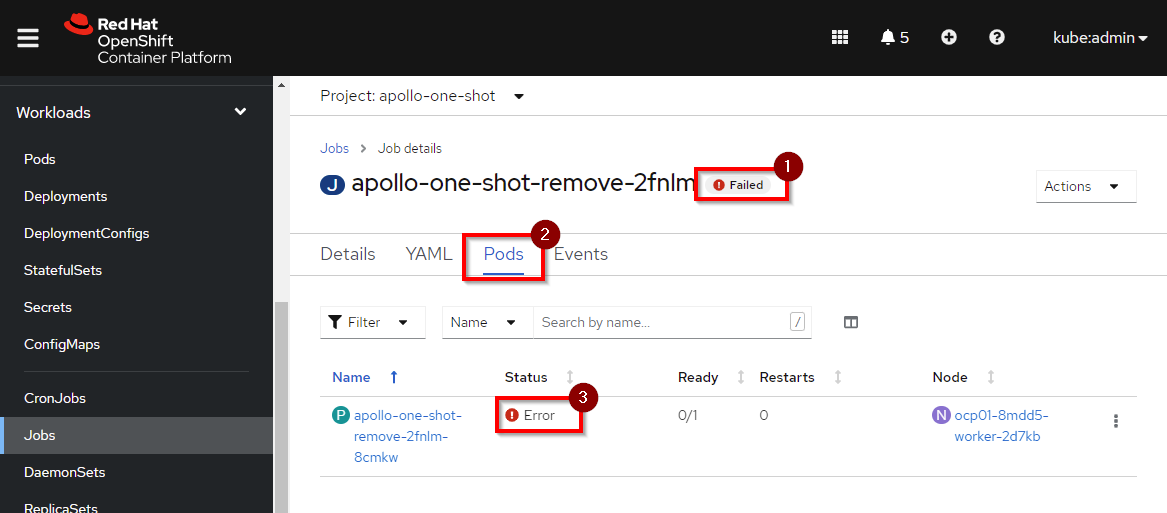 Red Hat
OpenShift
Container Platform
5
kube:admin
Workloads
Pods
Deployments
DeploymentConfigs
StatefulSets
Secrets
ConfigMaps
CronJobs
Jobs
DaemonSets
ReplicaSets
Project: apollo-one-shot
Jobs > Job details
J apollo-one-shot-remove-2fnlm Failed
1
Actions
Details YAML Pods Events
2
Filter Name Search by name... /
Name Status Ready Restarts Node
3
P apollo-one-shot-
remove-2fnlm-
8cmkw
Error
0/1
0
N ocp01-8mdd5-
worker-2d7kb